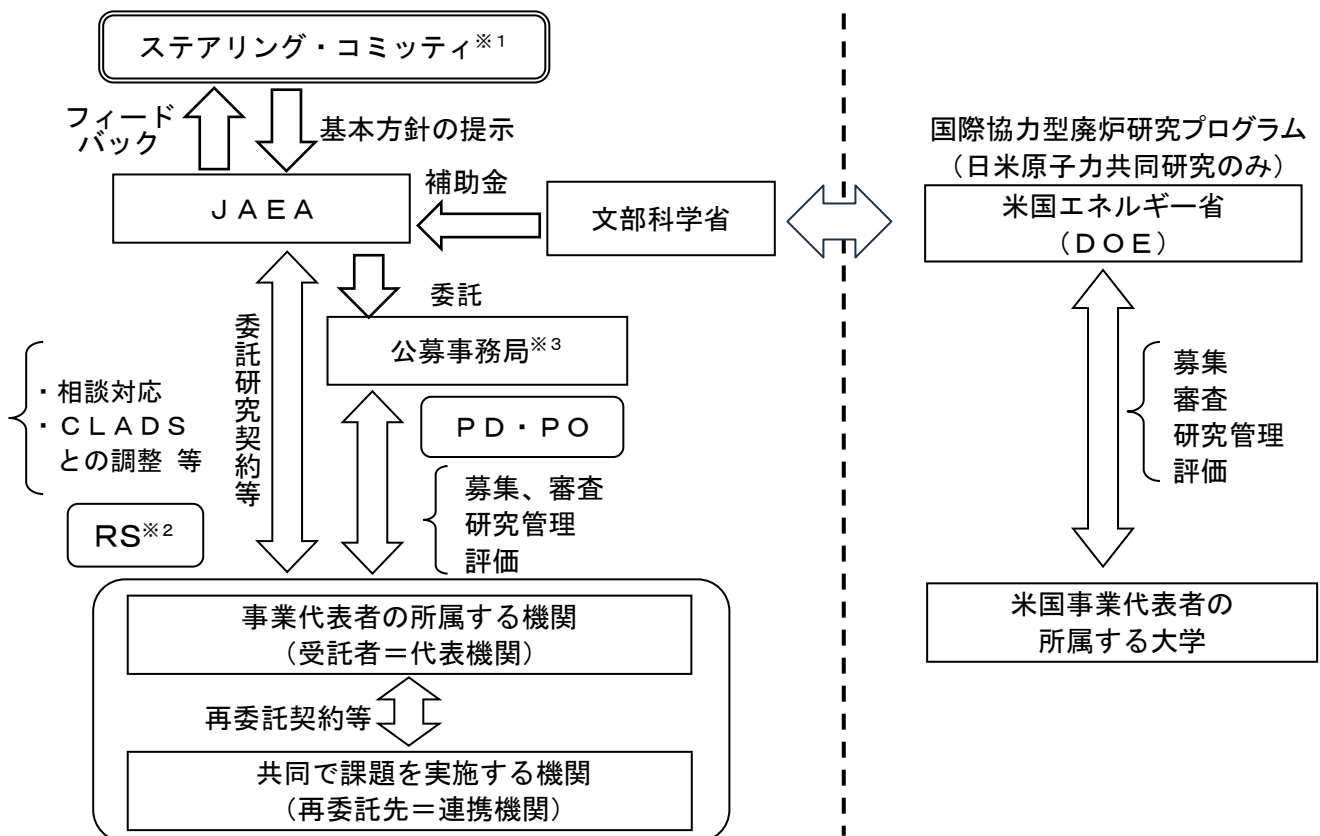 ステアリング・コミッティ※1
フィード
バック
基本方針の提示
JAEA
補助金
文部科学省
委託
公募事務局※3
委託研究契約等
・相談対応
・CLADS
との調整 等
RS※2
PD・PO
募集、審査
研究管理
評価
事業代表者の所属する機関
(受託者=代表機関)
再委託契約等
共同で課題を実施する機関
(再委託先=連携機関)
国際協力型廃炉研究プログラム
(日米原子力共同研究のみ)
米国エネルギー省
(DOE)
募集
審査
研究管理
評価
米国事業代表者の
所属する大学